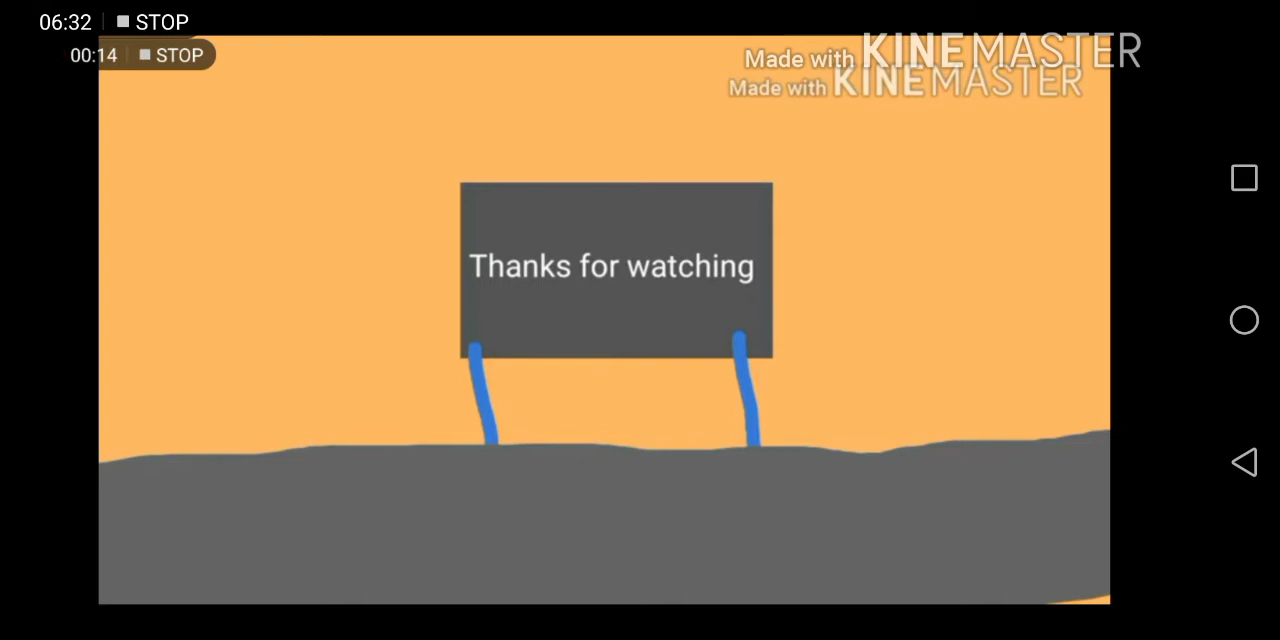 06:32 STOP
00:14 STOP
Made with KINEMASTER
Made with KINEMASTER
Thanks for watching